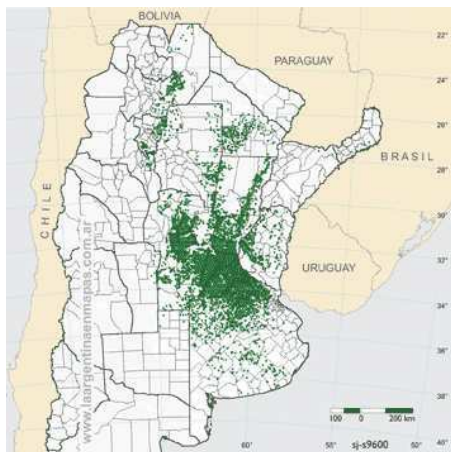 BOLIVIA
22°
PARAGUAY
24°
26°
BRASIL
28°
CHILE
30°
URUGUAY
32°
34°
www.laargentinaenmapas.com.ar
36°
38°
100 0 200 km
60° 55° sj-s9600 50° 40°